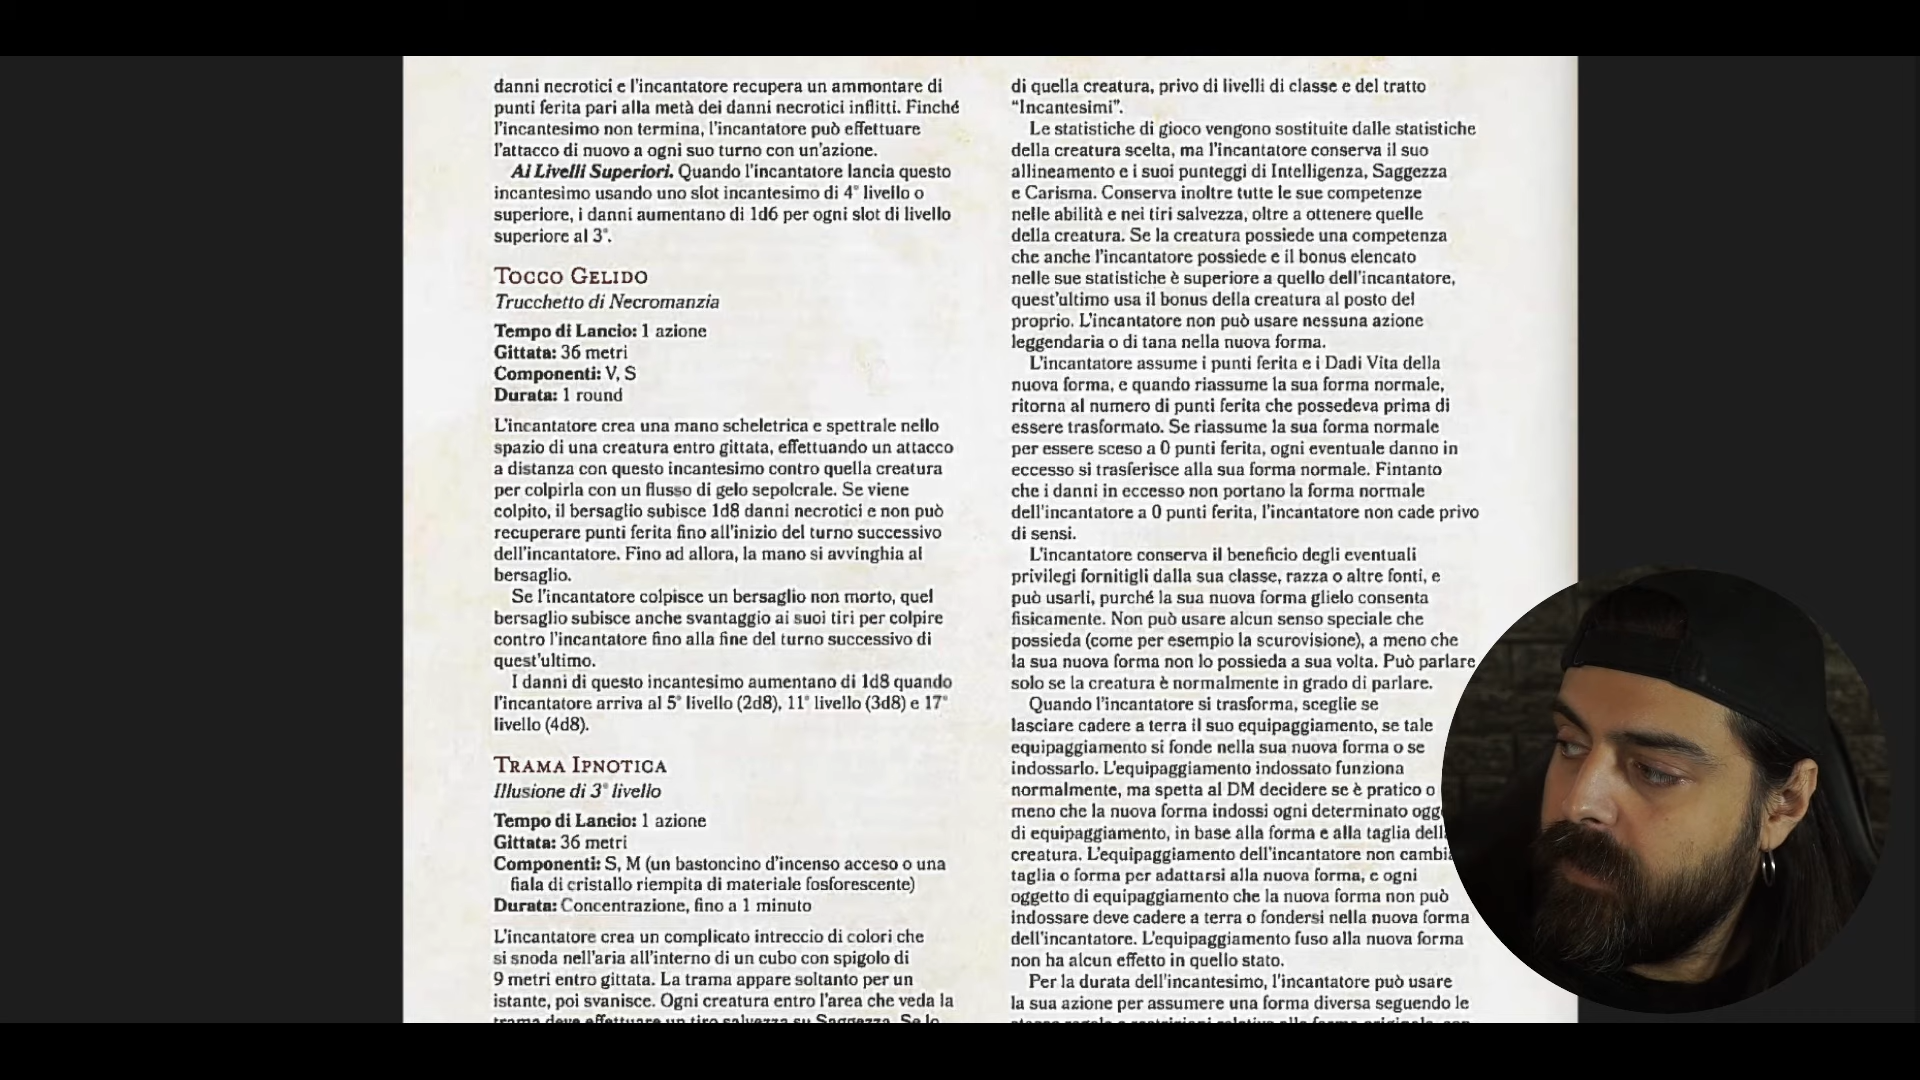 danni necrotici e l'incantatore recupera un ammontare di
punti ferita pari alla metà dei danni necrotici inflitti. Finché
l'incantesimo non termina, l'incantatore può effettuare
l'attacco di nuovo a ogni suo turno con un'azione.
Ai Livelli Superiori. Quando l'incantatore lancia questo
incantesimo usando uno slot incantesimo di 4° livello o
superiore, i danni aumentano di 1d6 per ogni slot di livello
superiore al 3°.
TOCCO GELIDO
Trucchetto di Necromanzia
Tempo di Lancio: 1 azione
Gittata: 36 metri
Componenti: V, S
Durata: 1 round
L'incantatore crea una mano scheletrica e spettrale nello
spazio di una creatura entro gittata, effettuando un attacco
a distanza con questo incantesimo contro quella creatura
per colpirla con un flusso di gelo sepolcrale. Se viene
colpito, il bersaglio subisce 1d8 danni necrotici e non può
recuperare punti ferita fino all'inizio del turno successivo
dell'incantatore. Fino ad allora, la mano si avvinghia al
bersaglio.
Se l'incantatore colpisce un bersaglio non morto, quel
bersaglio subisce anche svantaggio ai suoi tiri per colpire
contro l'incantatore fino alla fine del turno successivo di
quest'ultimo.
I danni di questo incantesimo aumentano di 1d8 quando
l'incantatore arriva al 5° livello (2d8), 11° livello (3d8) e 17°
livello (4d8).
TRAMA IPNOTICA
Illusione di 3° livello
Tempo di Lancio: 1 azione
Gittata: 36 metri
Componenti: S, M (un bastoncino d'incenso acceso o una
fiala di cristallo riempita di materiale fosforescente)
Durata: Concentrazione, fino a 1 minuto
L'incantatore crea un complicato intreccio di colori che
si snoda nell'aria all'interno di un cubo con spigolo di
9 metri entro gittata. La trama appare soltanto per un
istante, poi svanisce. Ogni creatura entro l'area che veda la
trama deve effettuare un tiro salvezza su Saggezza. Se lo
di quella creatura, privo di livelli di classe e del tratto
“Incantesimi”.
Le statistiche di gioco vengono sostituite dalle statistiche
della creatura scelta, ma l'incantatore conserva il suo
allineamento e i suoi punteggi di Intelligenza, Saggezza
e Carisma. Conserva inoltre tutte le sue competenze
nelle abilità e nei tiri salvezza, oltre a ottenere quelle
della creatura. Se la creatura possiede una competenza
che anche l'incantatore possiede e il bonus elencato
nelle sue statistiche è superiore a quello dell'incantatore,
quest'ultimo usa il bonus della creatura al posto del
proprio. L'incantatore non può usare nessuna azione
leggendaria o di tana nella nuova forma.
L'incantatore assume i punti ferita e i Dadi Vita della
nuova forma, e quando riassume la sua forma normale,
ritorna al numero di punti ferita che possedeva prima di
essere trasformato. Se riassume la sua forma normale
per essere sceso a 0 punti ferita, ogni eventuale danno in
eccesso si trasferisce alla sua forma normale. Fintanto
che i danni in eccesso non portano la forma normale
dell'incantatore a 0 punti ferita, l'incantatore non cade privo
di sensi.
L'incantatore conserva il beneficio degli eventuali
privilegi fornitigli dalla sua classe, razza o altre fonti, e
può usarli, purché la sua nuova forma glielo consenta
fisicamente. Non può usare alcun senso speciale che
possieda (come per esempio la scurovisione), a meno che
la sua nuova forma non lo possieda a sua volta. Può parlare
solo se la creatura è normalmente in grado di parlare.
Quando l'incantatore si trasforma, sceglie se
lasciare cadere a terra il suo equipaggiamento, se tale
equipaggiamento si fonde nella sua nuova forma o se
indossarlo. L'equipaggiamento indossato funziona
normalmente, ma spetta al DM decidere se è pratico o
meno che la nuova forma indossi ogni determinato
di equipaggiamento, in base alla forma e alla taglia
creatura. L'equipaggiamento dell'incantatore non
taglia o forma per adattarsi alla nuova forma, e ogni
oggetto di equipaggiamento che la nuova forma non può
indossare deve cadere a terra o fondersi nella nuova forma
dell'incantatore. L'equipaggiamento fuso alla nuova forma
non ha alcun effetto in quello stato.
Per la durata dell'incantesimo, l'incantatore può usare
la sua azione per assumere una forma diversa seguendo le